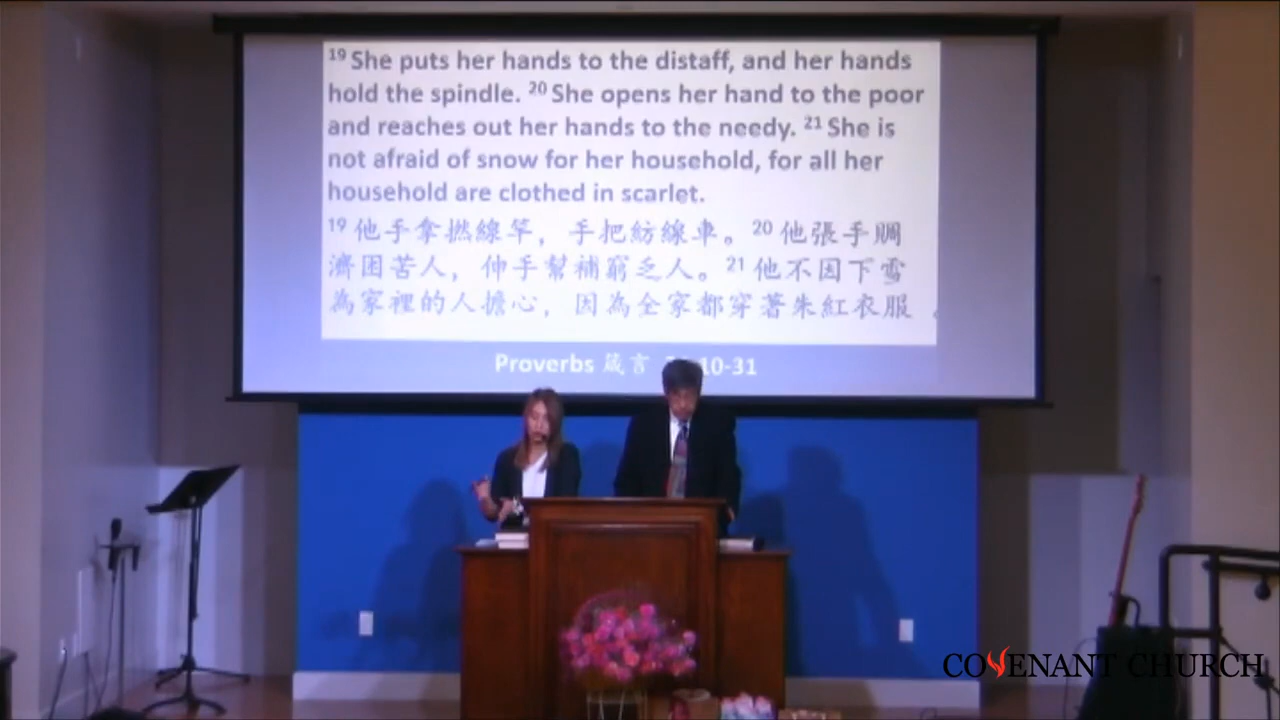 19 She puts her hands to the distaff, and her hands
hold the spindle. 20 She opens her hand to the poor
and reaches out her hands to the needy. 21 She is
not afraid of snow for her household, for all her
household are clothed in scarlet.
19 他手拿撚線竿，手把紡線車。20 他張手賙
濟困苦人，伸手幫補窮乏人。21 他不因下雪
為家裡的人擔心，因為全家都穿著朱紅衣服。
Proverbs 箴言 10-31
COVENANT CHURCH